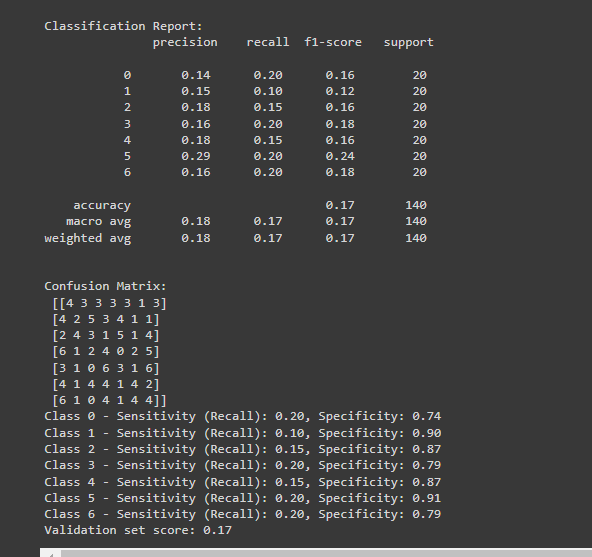 Classification Report:
precision recall f1-score support
0 0.14 0.20 0.16 20
1 0.15 0.10 0.12 20
2 0.18 0.15 0.16 20
3 0.16 0.20 0.18 20
4 0.18 0.15 0.16 20
5 0.29 0.20 0.24 20
6 0.16 0.20 0.18 20
accuracy 0.17 140
macro avg 0.18 0.17 0.17 140
weighted avg 0.18 0.17 0.17 140
Confusion Matrix:
[[4 3 3 3 3 1 3]
[4 2 5 3 4 1 1]
[2 4 3 1 5 1 4]
[6 1 2 4 0 2 5]
[3 1 0 6 3 1 6]
[4 1 4 4 1 4 2]
[6 1 0 4 1 4 4]]
Class 0 - Sensitivity (Recall): 0.20, Specificity: 0.74
Class 1 - Sensitivity (Recall): 0.10, Specificity: 0.90
Class 2 - Sensitivity (Recall): 0.15, Specificity: 0.87
Class 3 - Sensitivity (Recall): 0.20, Specificity: 0.79
Class 4 - Sensitivity (Recall): 0.15, Specificity: 0.87
Class 5 - Sensitivity (Recall): 0.20, Specificity: 0.91
Class 6 - Sensitivity (Recall): 0.20, Specificity: 0.79
Validation set score: 0.17